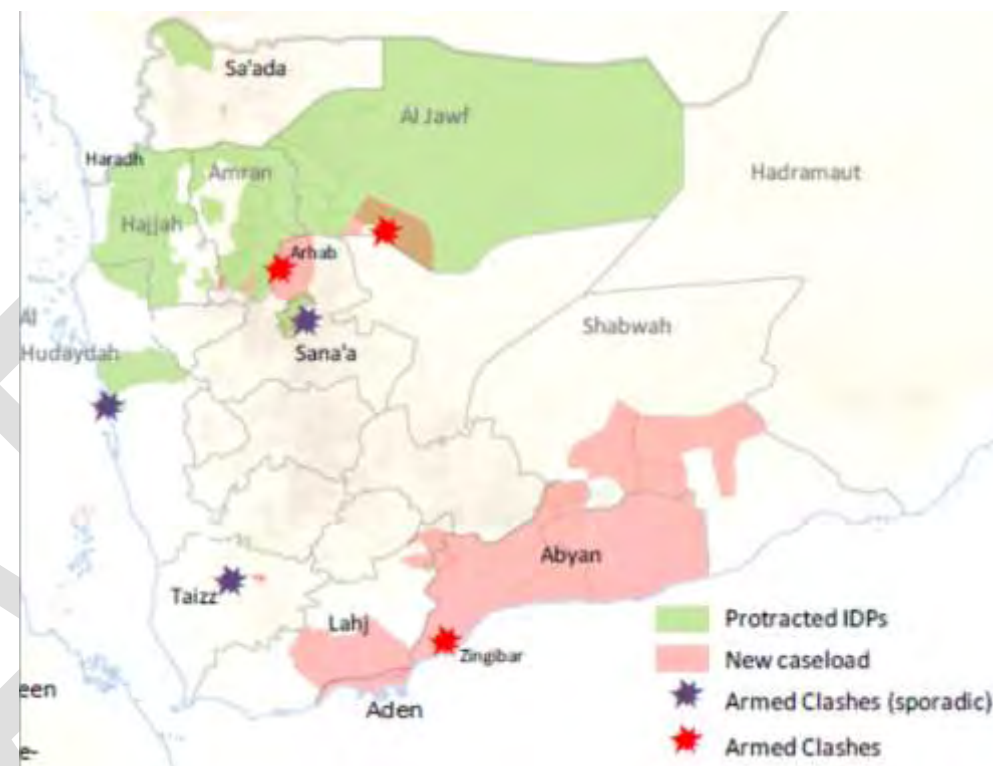 Sa'ada
Al Jawf
Haradh
Amran
Hadramaut
Hajjah
Arhab
Al
Hudaydah
Sana'a
Shabwah
Abyan
Taizz
Lahj
Zingibar
Aden
een
e-
Protracted IDPs
New caseload
Armed Clashes (sporadic)
Armed Clashes